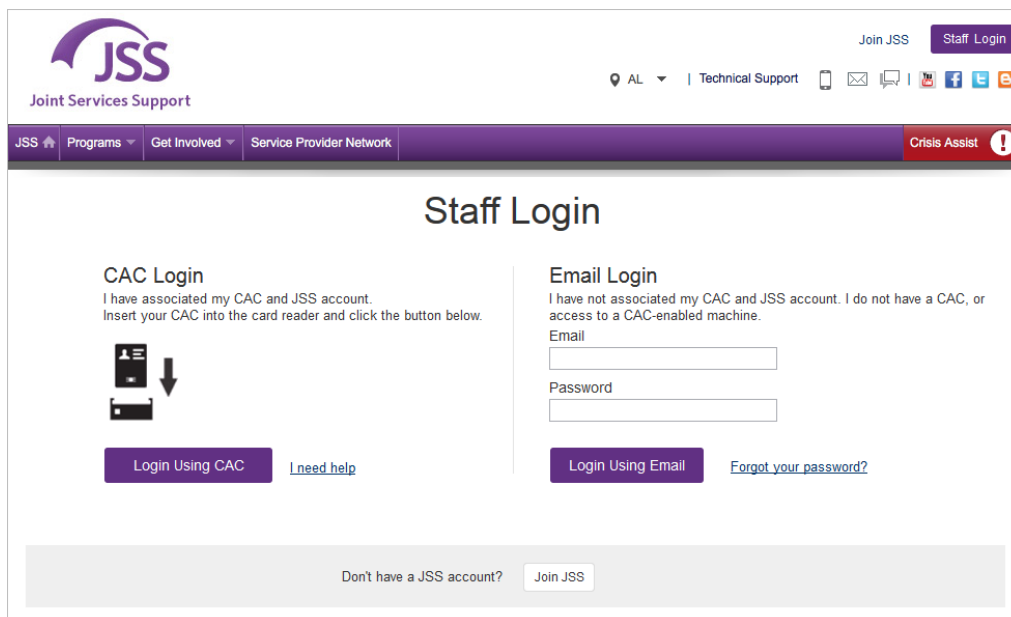 JSS
Joint Services Support
Join JSS
Staff Login
AL
| Technical Support
|
You
Tube
JSS
Programs
Get Involved
Service Provider Network
Crisis Assist
Staff Login
CAC Login
I have associated my CAC and JSS account.
Insert your CAC into the card reader and click the button below.
Login Using CAC
I need help
Email Login
I have not associated my CAC and JSS account. I do not have a CAC, or
access to a CAC-enabled machine.
Email
Password
Login Using Email
Forgot your password?
Don't have a JSS account?
Join JSS